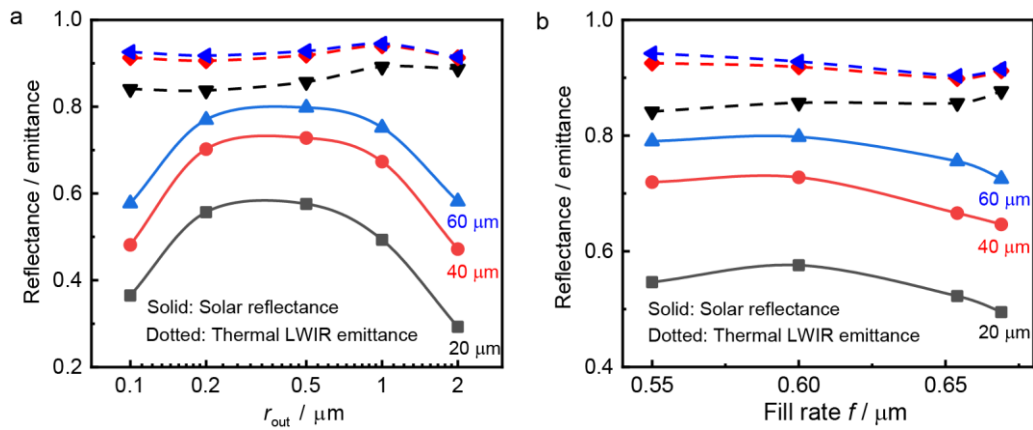 a
Reflectance / emittance
1.0
0.8
0.6
0.4
0.2
60 μm
40 μm
20 μm
Solid: Solar reflectance
Dotted: Thermal LWIR emittance
0.1 0.2 0.5 1 2
rout / μm
b
Reflectance / emittance
1.0
0.8
0.6
0.4
60 μm
40 μm
20 μm
Solid: Solar reflectance
Dotted: Thermal LWIR emittance
0.55 0.60 0.65
Fill rate f / μm